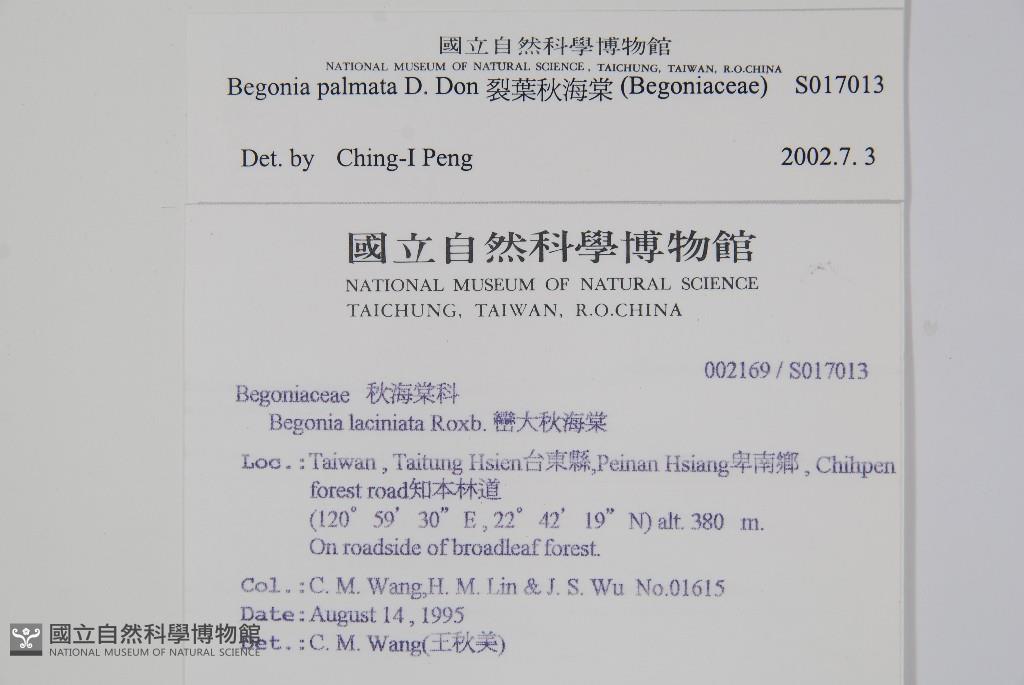 國立自然科學博物館
NATIONAL MUSEUM OF NATURAL SCIENCE, TAICHUNG, TAIWAN, R.O.CHINA
Begonia palmata D. Don 裂葉秋海棠 (Begoniaceae) S017013
Det. by Ching-I Peng 2002.7. 3
國立自然科學博物館
NATIONAL MUSEUM OF NATURAL SCIENCE
TAICHUNG, TAIWAN, R.O.CHINA
002169 / S017013
Begoniaceae 秋海棠科
Begonia laciniata Roxb. 巒大秋海棠
Loc.:Taiwan , Taitung Hsien台東縣,Peinan Hsiang卑南鄉 , Chihpen
forest road知本林道
(120° 59′ 30” E , 22° 42′ 19” N) alt. 380 m.
On roadside of broadleaf forest.
Col.:C. M. Wang,H. M. Lin & J. S. Wu No.01615
Date:August 14 , 1995
Det.:C. M. Wang(王秋美)
國立自然科學博物館
NATIONAL MUSEUM OF NATURAL SCIENCE